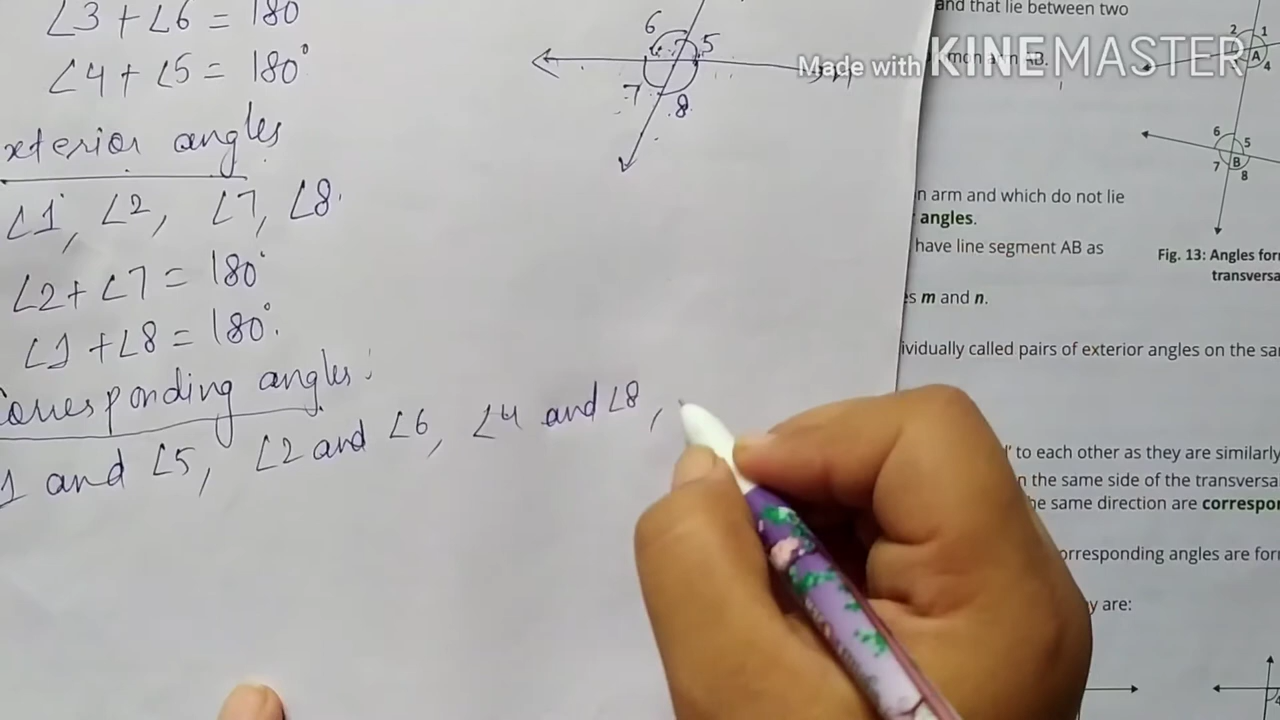 ∠3 + ∠6 = 180
∠4 + ∠5 = 180°
xterior angles
∠1, ∠2, ∠7, ∠8.
∠2 + ∠7 = 180°
∠1 + ∠8 = 180°.
orresponding angles:
1 and ∠5, ∠2 and ∠6, ∠4 and ∠8,
6 5
7 8
Made with KINEMASTER
and that lie between two
mon arm AB.
n arm and which do not lie
angles.
have line segment AB as
s m and n.
ividually called pairs of exterior angles on the sa
' to each other as they are similarly
n the same side of the transversa
he same direction are correspo
orresponding angles are for
y are:
2 1
A
4
6 5
7 B
8
Fig. 13: Angles for
transversa